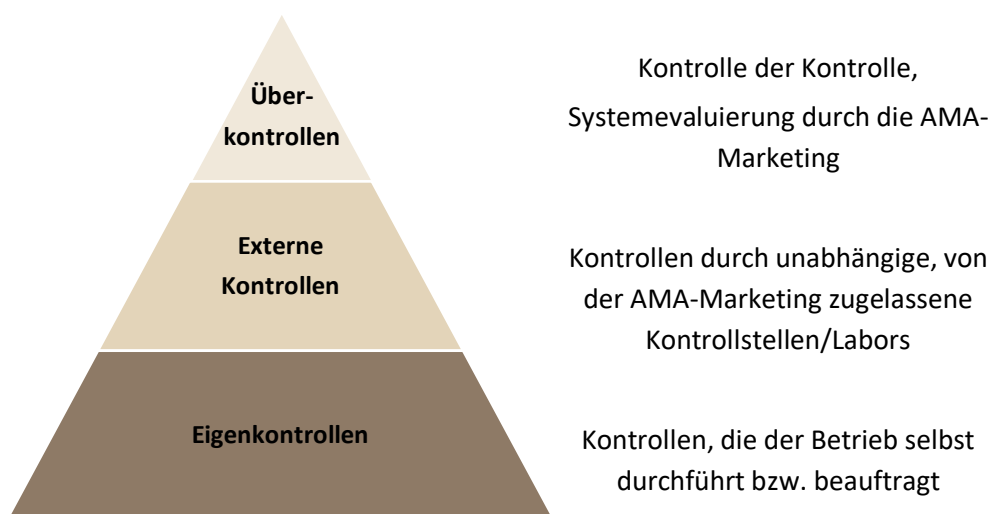 Über-
kontrollen
Kontrolle der Kontrolle,
Systemevaluierung durch die AMA-
Marketing
Externe
Kontrollen
Kontrollen durch unabhängige, von
der AMA-Marketing zugelassene
Kontrollstellen/Labors
Eigenkontrollen
Kontrollen, die der Betrieb selbst
durchführt bzw. beauftragt